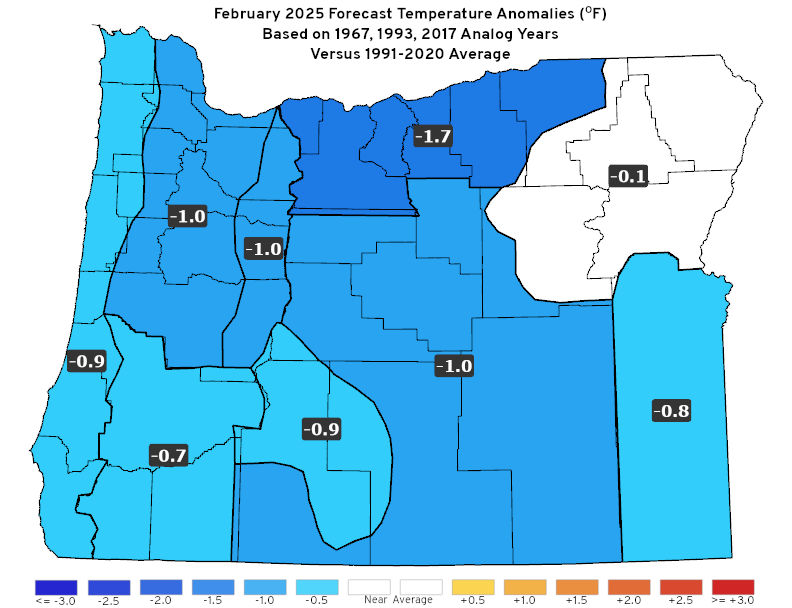 February 2025 Forecast Temperature Anomalies (°F)
Based on 1967, 1993, 2017 Analog Years
Versus 1991-2020 Average
-1.7
-0.1
-1.0
-1.0
-0.9
-1.0
-0.8
-0.9
-0.7
<= -3.0 -2.5 -2.0 -1.5 -1.0 -0.5 Near Average +0.5 +1.0 +1.5 +2.0 +2.5 >= +3.0